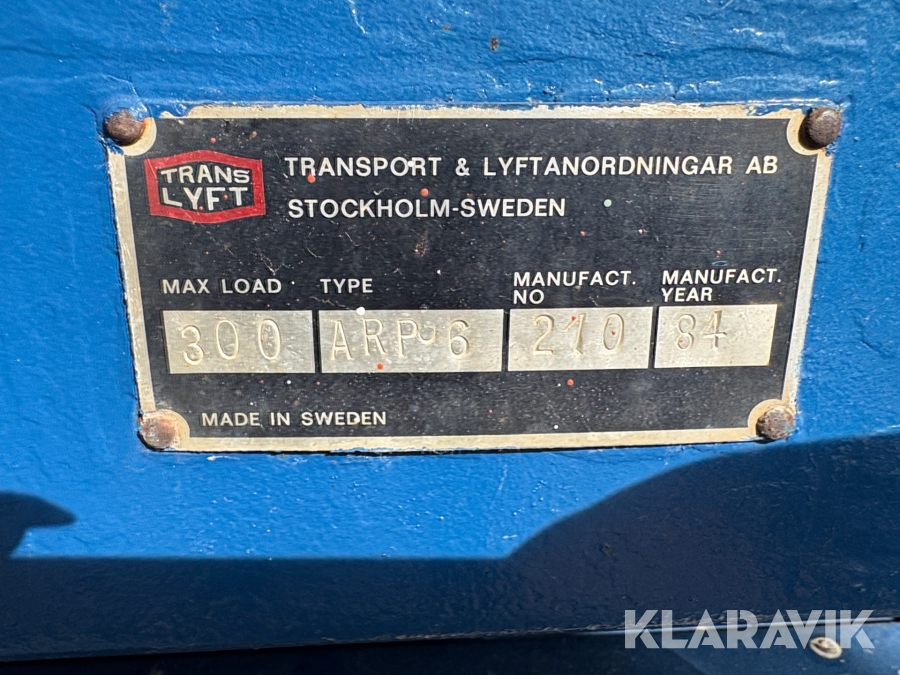 TRANS
LYFT
TRANSPORT & LYFTANORDNINGAR AB
STOCKHOLM-SWEDEN
MAX LOAD TYPE MANUFACT. NO MANUFACT. YEAR
300 ARP 6 210 84
MADE IN SWEDEN
KLARAVIK